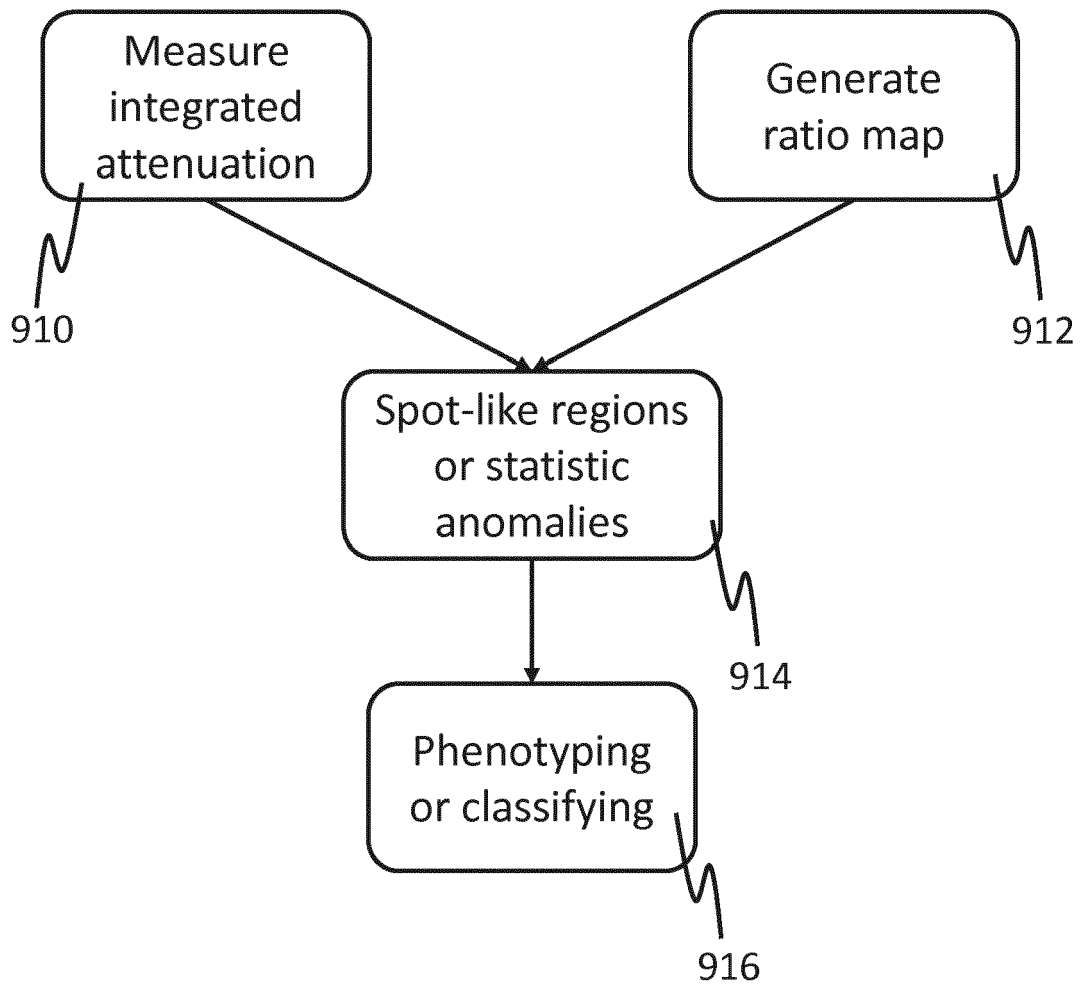 Measure
integrated
attenuation
Generate
ratio map
910
912
Spot-like regions
or statistic
anomalies
914
Phenotyping
or classifying
916